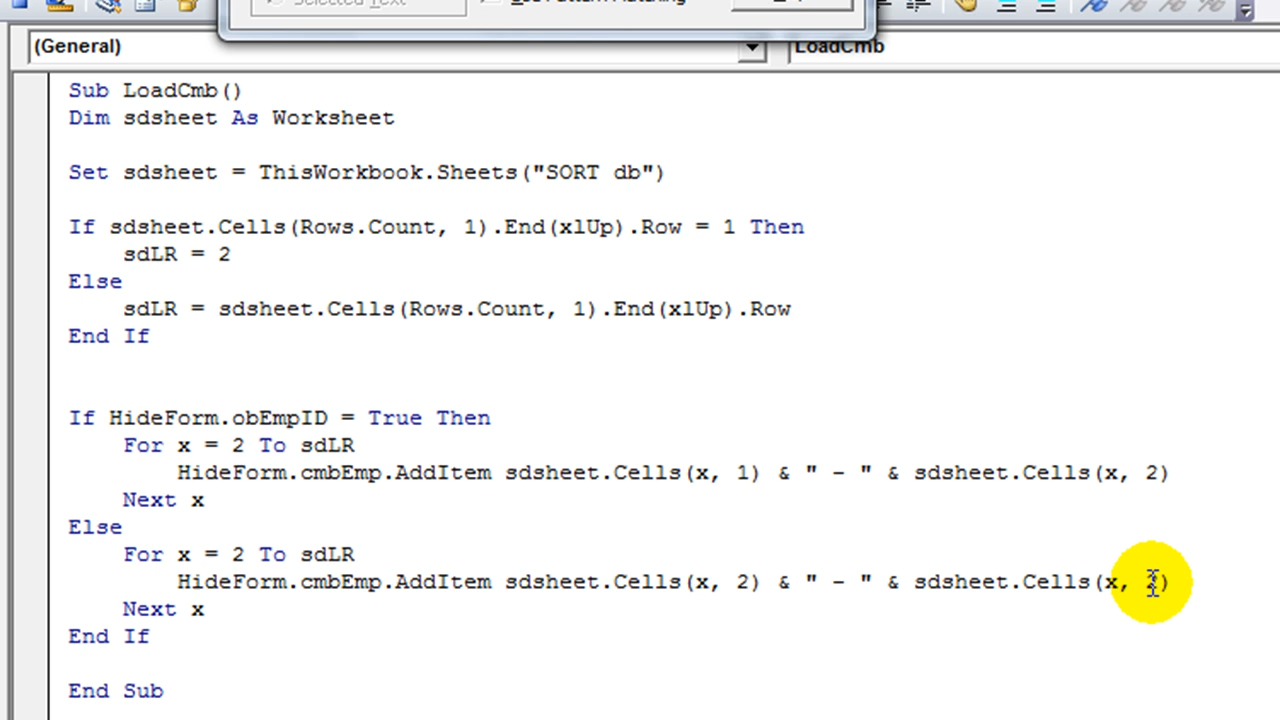 Selected Text
(General)
LoadCmb
Sub LoadCmb()
Dim sdsheet As Worksheet
Set sdsheet = ThisWorkbook.Sheets("SORT db")
If sdsheet.Cells(Rows.Count, 1).End(xlUp).Row = 1 Then
sdLR = 2
Else
sdLR = sdsheet.Cells(Rows.Count, 1).End(xlUp).Row
End If
If HideForm.obEmpID = True Then
For x = 2 To sdLR
HideForm.cmbEmp.AddItem sdsheet.Cells(x, 1) & " - " & sdsheet.Cells(x, 2)
Next x
Else
For x = 2 To sdLR
HideForm.cmbEmp.AddItem sdsheet.Cells(x, 2) & " - " & sdsheet.Cells(x, )
Next x
End If
End Sub